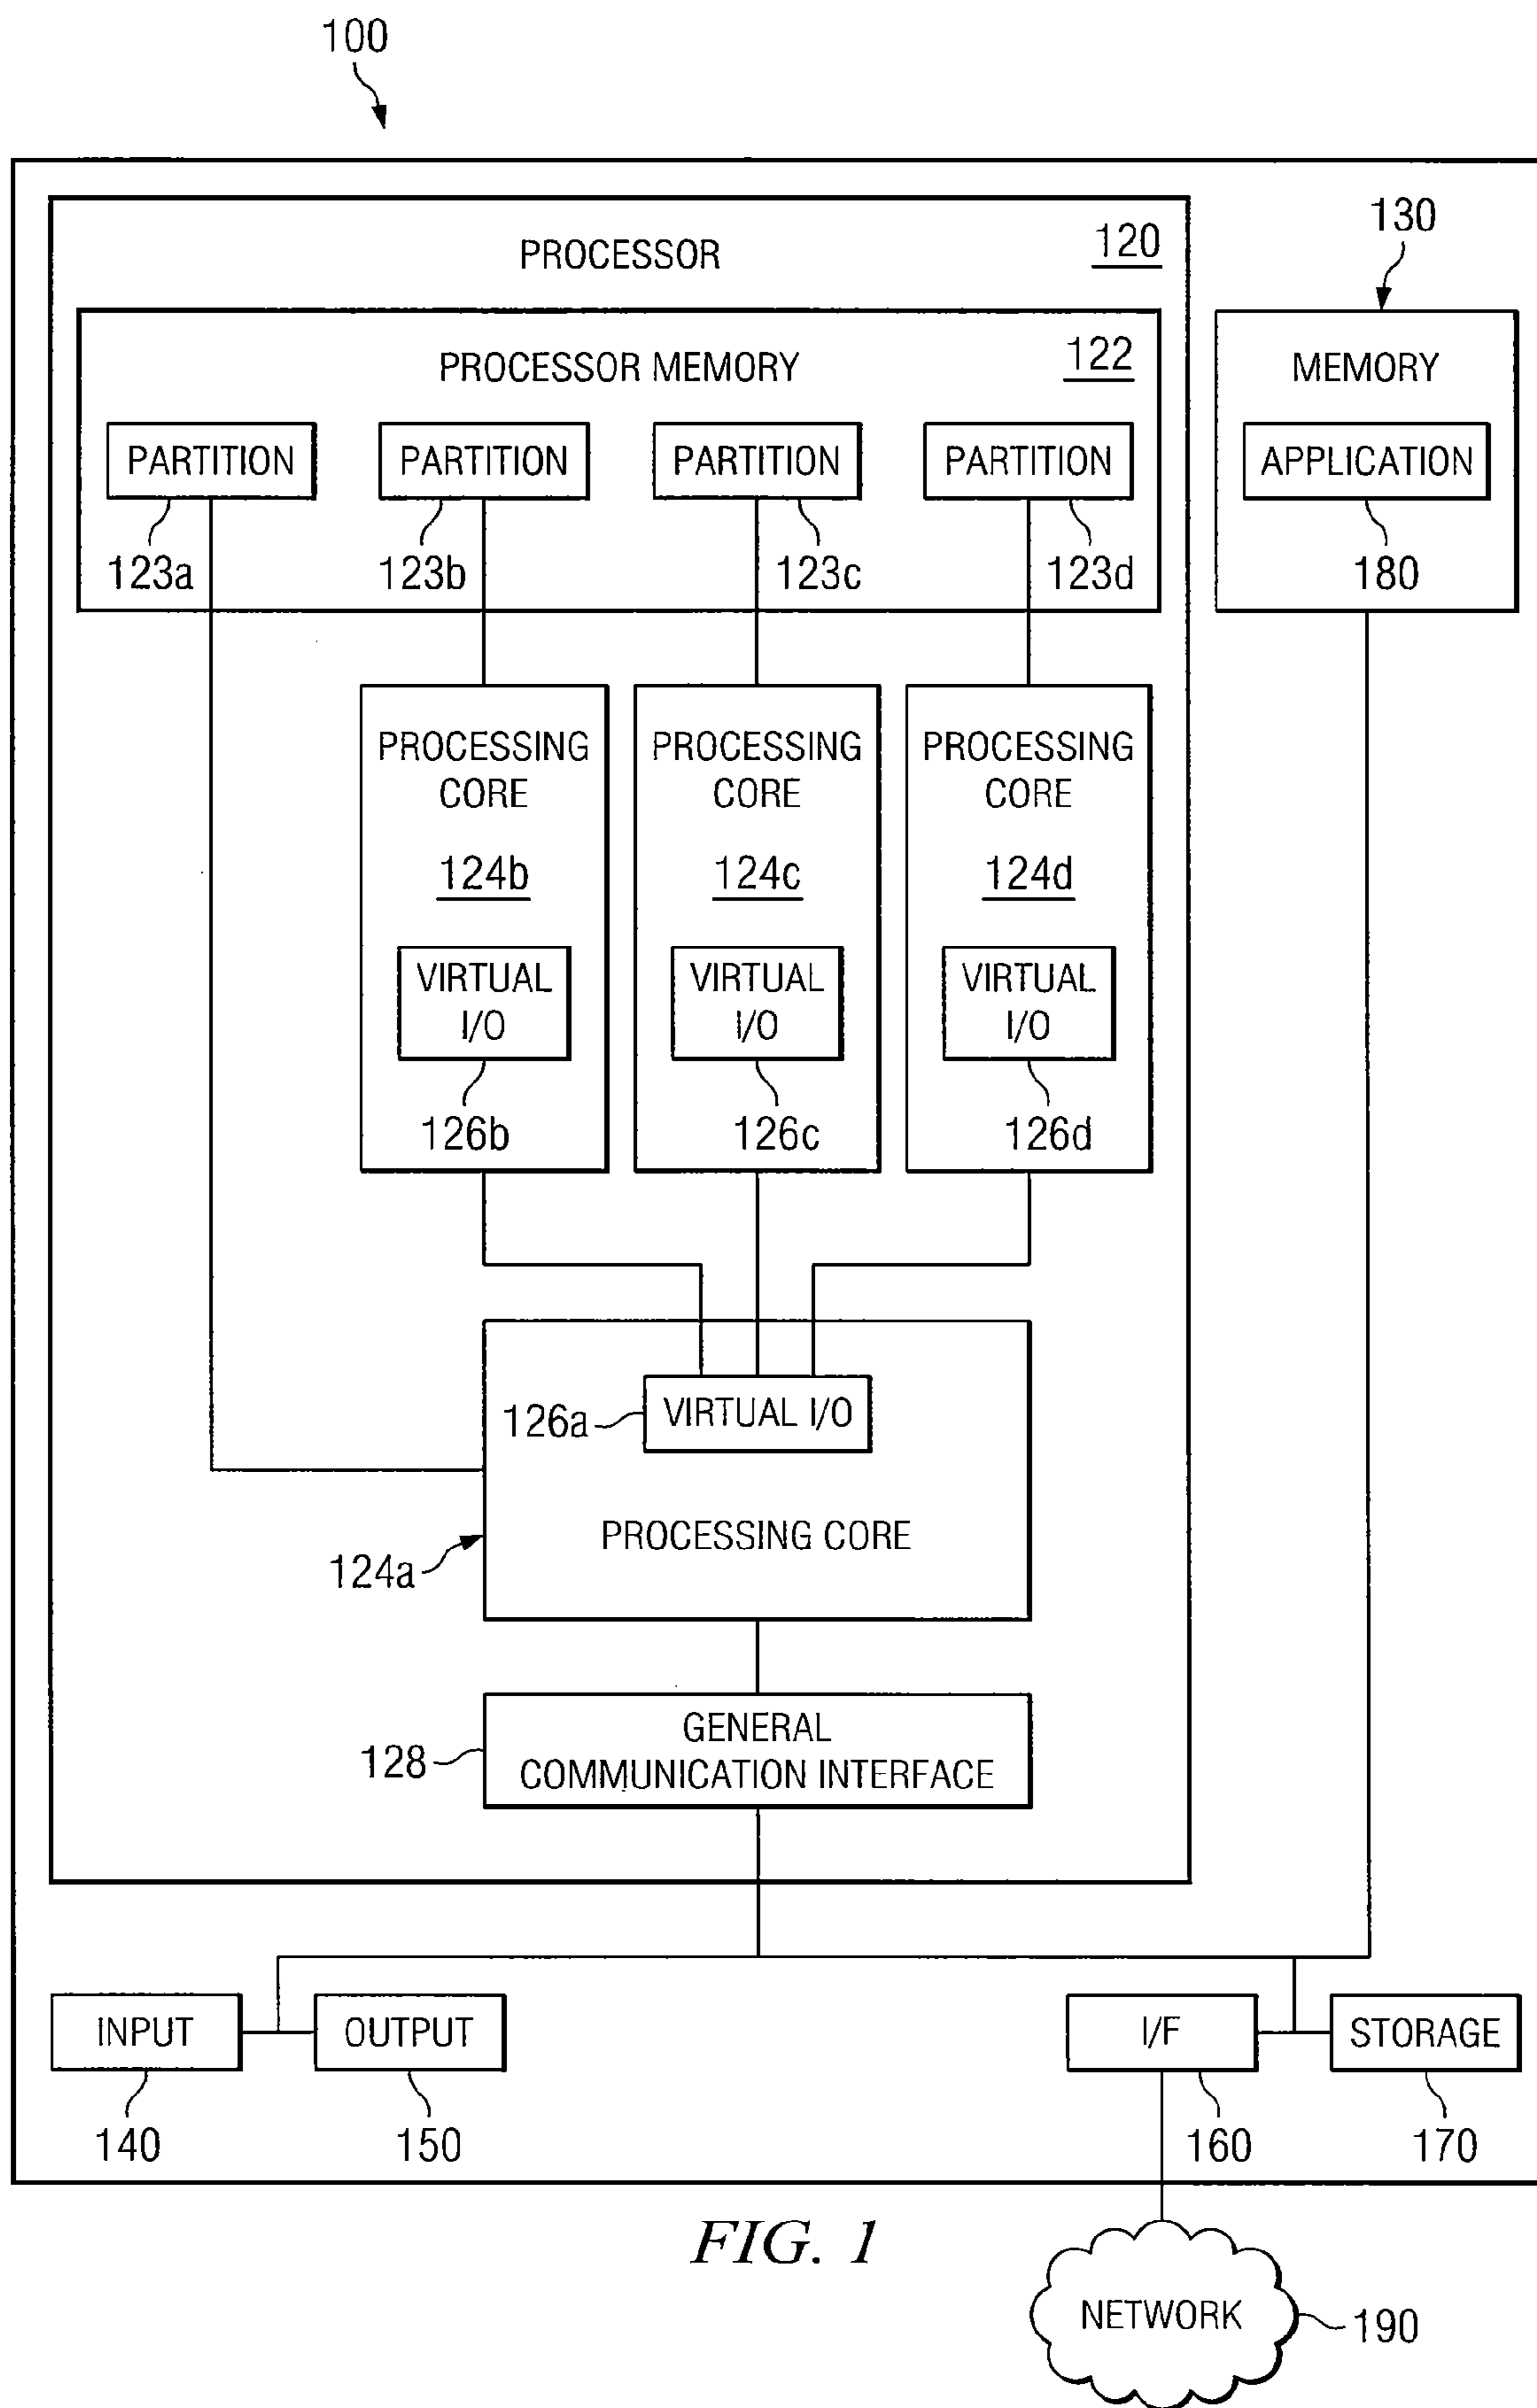 100
130
PROCESSOR
120
PROCESSOR MEMORY
122
MEMORY
PARTITION
PARTITION
PARTITION
PARTITION
APPLICATION
123a
123b
123c
123d
180
PROCESSING
CORE
124b
VIRTUAL
I/O
126b
PROCESSING
CORE
124c
VIRTUAL
I/O
126c
PROCESSING
CORE
124d
VIRTUAL
I/O
126d
126a
VIRTUAL I/O
PROCESSING CORE
124a
128
GENERAL
COMMUNICATION INTERFACE
INPUT
OUTPUT
I/F
STORAGE
140
150
160
170
FIG. 1
NETWORK
190